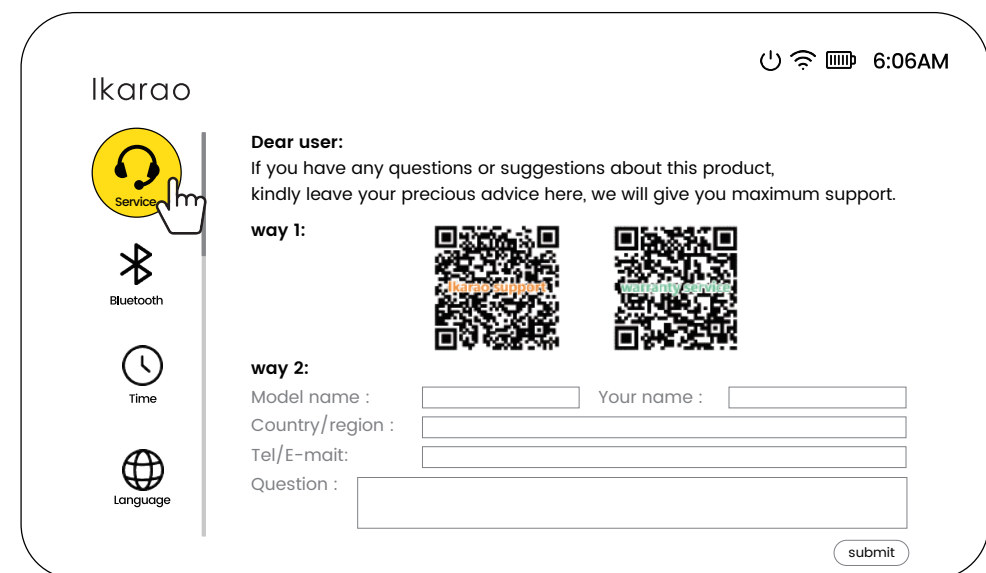 6:06AM
Ikarao
Service
Bluetooth
Time
Language
Dear user:
If you have any questions or suggestions about this product,
kindly leave your precious advice here, we will give you maximum support.
way 1:
Ikarao support
warranty service
way 2:
Model name :
Your name :
Country/region :
Tel/E-mait:
Question :
submit